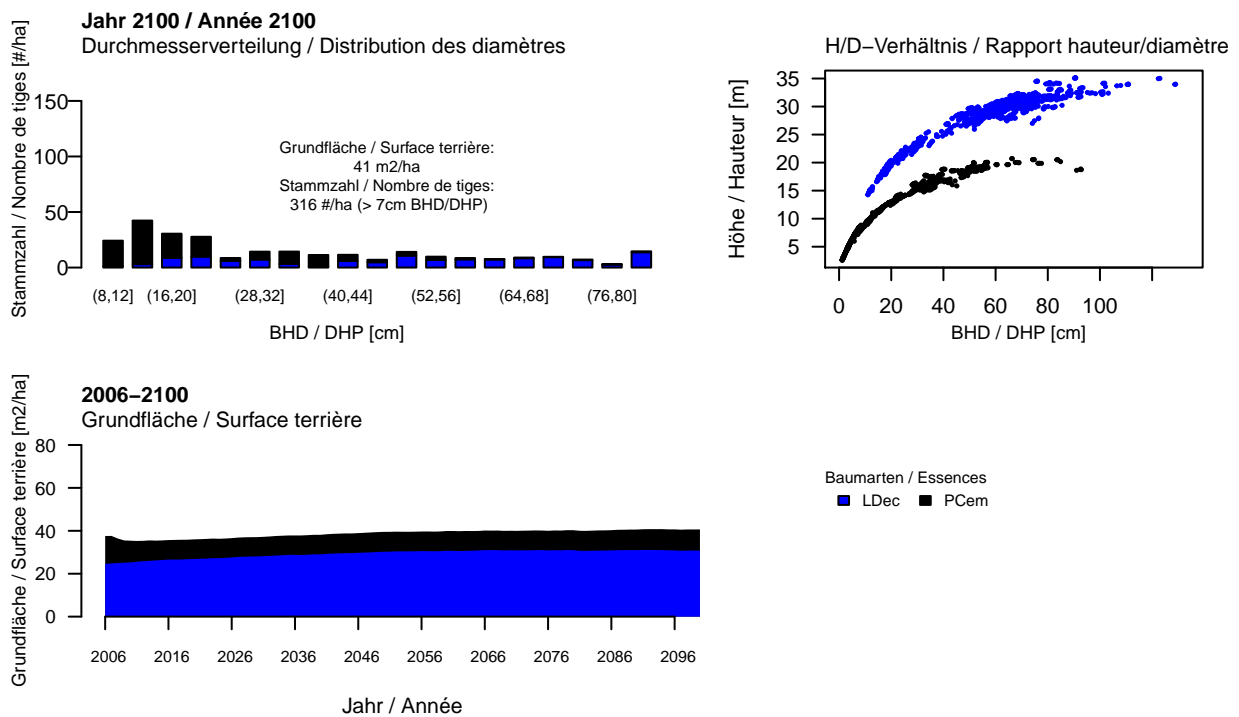 Jahr 2100 / Année 2100
Durchmesserverteilung / Distribution des diamètres
Stammzahl / Nombre de tiges [#/ha]
150
100
50
0
Grundfläche / Surface terrière:
41 m2/ha
Stammzahl / Nombre de tiges:
316 #/ha (> 7cm BHD/DHP)
(8,12] (16,20] (28,32] (40,44] (52,56] (64,68] (76,80]
BHD / DHP [cm]
H/D−Verhältnis / Rapport hauteur/diamètre
Höhe / Hauteur [m]
35
30
25
20
15
10
5
0 20 40 60 80 100
BHD / DHP [cm]
2006−2100
Grundfläche / Surface terrière
Grundfläche / Surface terrière [m2/ha]
80
60
40
20
0
2006 2016 2026 2036 2046 2056 2066 2076 2086 2096
Jahr / Année
Baumarten / Essences
LDec PCem